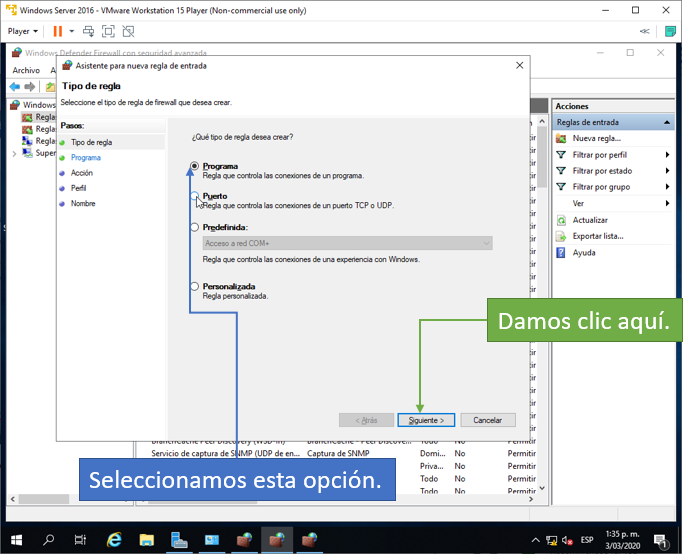 Windows Server 2016 - VMware Workstation 15 Player (Non-commercial use only)
Player
Windows Defender Firewall con seguridad avanzada
Archivo
Asistente para nueva regla de entrada
Tipo de regla
Seleccione el tipo de regla de firewall que desea crear.
Windows
Regla
Regla
Regla
Super
Pasos:
Tipo de regla
Programa
Acción
Perfil
Nombre
¿Qué tipo de regla desea crear?
Programa
Regla que controla las conexiones de un programa.
Puerto
Regla que controla las conexiones de un puerto TCP o UDP.
Predefinida:
Acceso a red COM+
Regla que controla las conexiones de una experiencia con Windows.
Personalizada
Regla personalizada.
< Atrás
Siguiente >
Cancelar
Acciones
Reglas de entrada
Nueva regla...
Filtrar por perfil
Filtrar por estado
Filtrar por grupo
Ver
Actualizar
Exportar lista...
Ayuda
Damos clic aquí.
Seleccionamos esta opción.
BranchCache Peer Discovery (WSD-In) BranchCache - Peer Discove... Todo No Permitir
Servicio de captura de SNMP (UDP de en... Captura de SNMP Domi... No Permitir
Priva... No Permitir
Todo No Permitir
Todo No Permitir
ESP
1:35 p. m.
3/03/2020
1